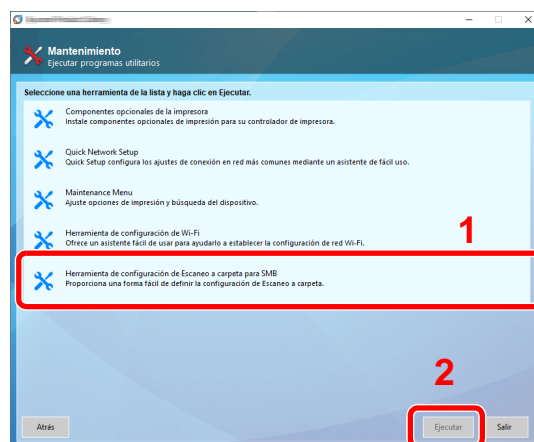 Mantenimiento
Ejecutar programas utilitarios
Seleccione una herramienta de la lista y haga clic en Ejecutar.
Componentes opcionales de la impresora
Instale componentes opcionales de impresión para su controlador de impresora.
Quick Network Setup
Quick Setup configura los ajustes de conexión en red más comunes mediante un asistente de fácil uso.
Maintenance Menu
Ajuste opciones de impresión y búsqueda del dispositivo.
1
Herramienta de configuración de Wi-Fi
Ofrece un asistente fácil de usar para ayudarlo a establecer la configuración de red Wi-Fi.
Herramienta de configuración de Escaneo a carpeta para SMB
Proporciona una forma fácil de definir la configuración de Escaneo a carpeta.
2
Atrás
Ejecutar
Salir